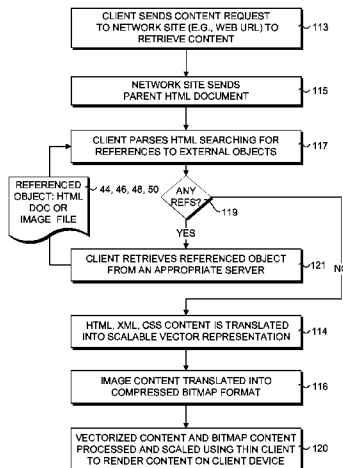 CLIENT SENDS CONTENT REQUEST
TO NETWORK SITE (E.G., WEB URL) TO
RETRIEVE CONTENT
113
NETWORK SITE SENDS
PARENT HTML DOCUMENT
115
CLIENT PARSES HTML SEARCHING FOR
REFERENCES TO EXTERNAL OBJECTS
117
REFERENCED
OBJECT: HTML
DOC OR
IMAGE FILE
44, 46, 48, 50
ANY
REFS?
119
YES
CLIENT RETRIEVES REFERENCED OBJECT
FROM AN APPROPRIATE SERVER
121
HTML, XML, CSS CONTENT IS TRANSLATED
INTO SCALABLE VECTOR REPRESENTATION
114
IMAGE CONTENT TRANSLATED INTO
COMPRESSED BITMAP FORMAT
116
VECTORIZED CONTENT AND BITMAP CONTENT
PROCESSED AND SCALED USING THIN CLIENT
TO RENDER CONTENT ON CLIENT DEVICE
120